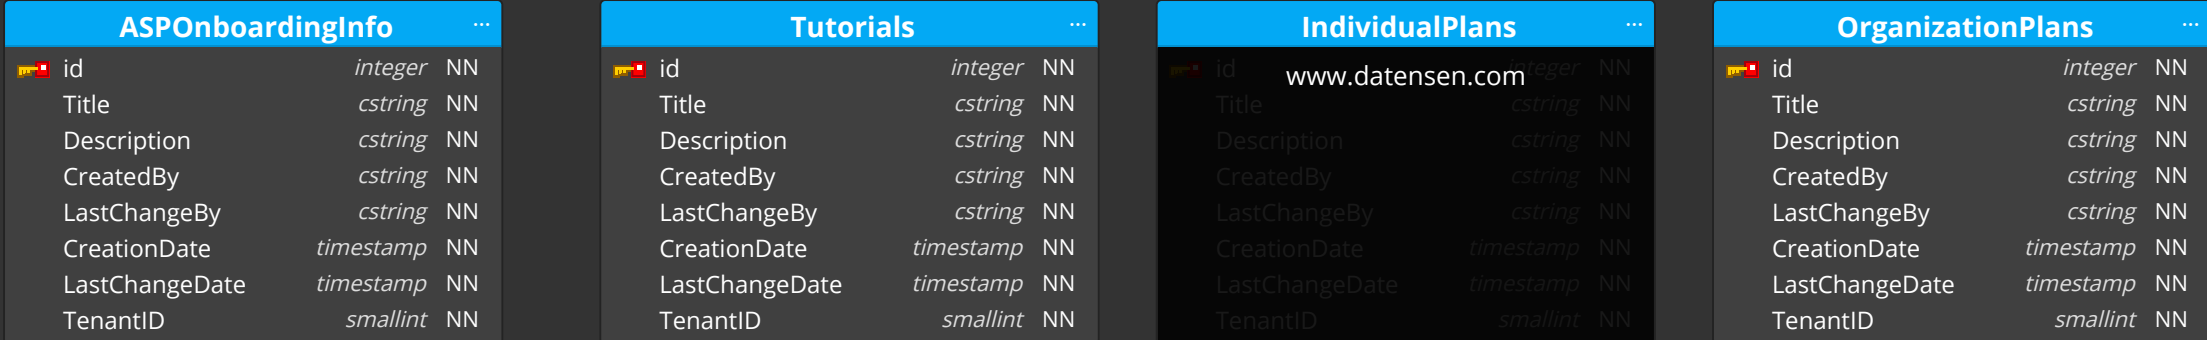 ASPOnboardingInfo ...
id integer NN
Title cstring NN
Description cstring NN
CreatedBy cstring NN
LastChangeBy cstring NN
CreationDate timestamp NN
LastChangeDate timestamp NN
TenantID smallint NN
Tutorials ...
id integer NN
Title cstring NN
Description cstring NN
CreatedBy cstring NN
LastChangeBy cstring NN
CreationDate timestamp NN
LastChangeDate timestamp NN
TenantID smallint NN
IndividualPlans ...
www.datensen.com
id integer NN
Title cstring NN
Description cstring NN
CreatedBy cstring NN
LastChangeBy cstring NN
CreationDate timestamp NN
LastChangeDate timestamp NN
TenantID smallint NN
OrganizationPlans ...
id integer NN
Title cstring NN
Description cstring NN
CreatedBy cstring NN
LastChangeBy cstring NN
CreationDate timestamp NN
LastChangeDate timestamp NN
TenantID smallint NN